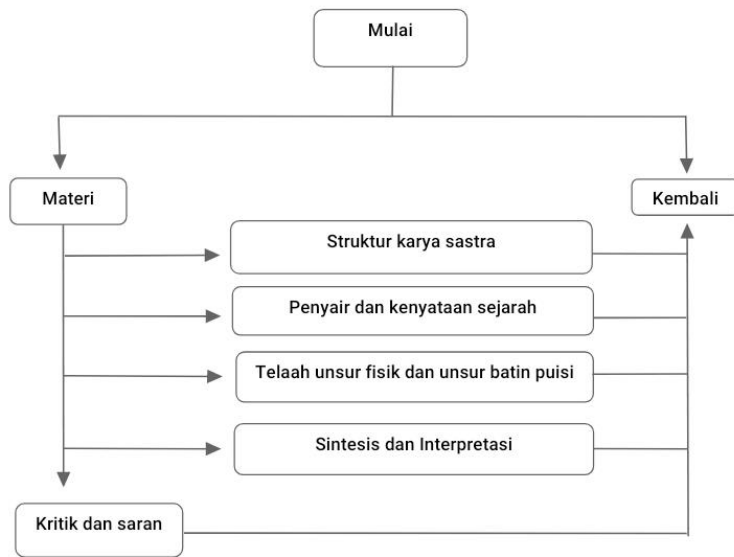 Mulai
Materi
Kembali
Struktur karya sastra
Penyair dan kenyataan sejarah
Telaah unsur fisik dan unsur batin puisi
Sintesis dan Interpretasi
Kritik dan saran